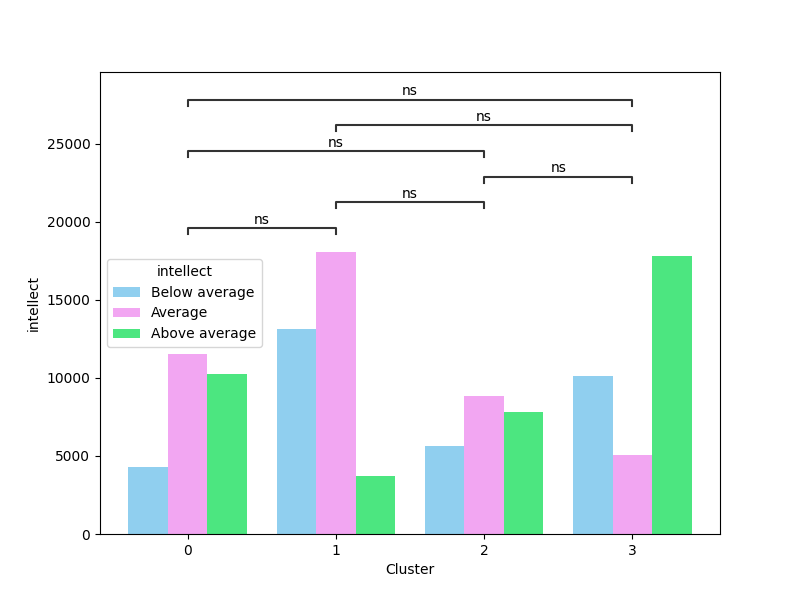 ns
ns
ns
ns
ns
ns
25000
20000
15000
10000
5000
0
intellect
intellect
Below average
Average
Above average
0 1 2 3
Cluster